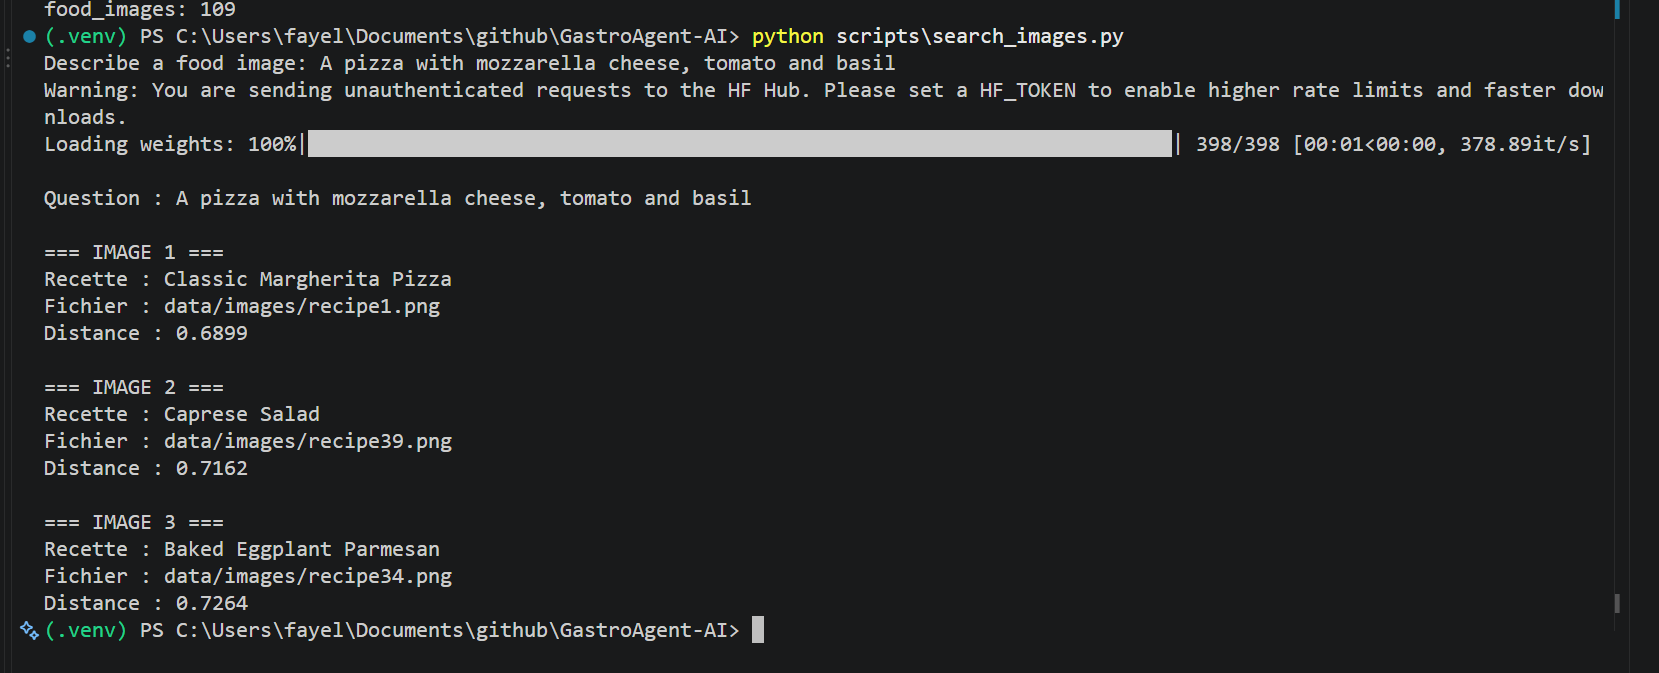 food_images: 109
(.venv) PS C:\Users\fayel\Documents\github\GastroAgent-AI> python scripts\search_images.py
Describe a food image: A pizza with mozzarella cheese, tomato and basil
Warning: You are sending unauthenticated requests to the HF Hub. Please set a HF_TOKEN to enable higher rate limits and faster dow
nloads.
Loading weights: 100%|██████████| 398/398 [00:01<00:00, 378.89it/s]
Question : A pizza with mozzarella cheese, tomato and basil
=== IMAGE 1 ===
Recette : Classic Margherita Pizza
Fichier : data/images/recipe1.png
Distance : 0.6899
=== IMAGE 2 ===
Recette : Caprese Salad
Fichier : data/images/recipe39.png
Distance : 0.7162
=== IMAGE 3 ===
Recette : Baked Eggplant Parmesan
Fichier : data/images/recipe34.png
Distance : 0.7264
(.venv) PS C:\Users\fayel\Documents\github\GastroAgent-AI>